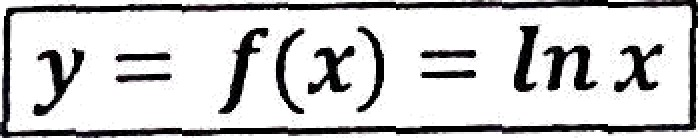 y = f(x) = ln x